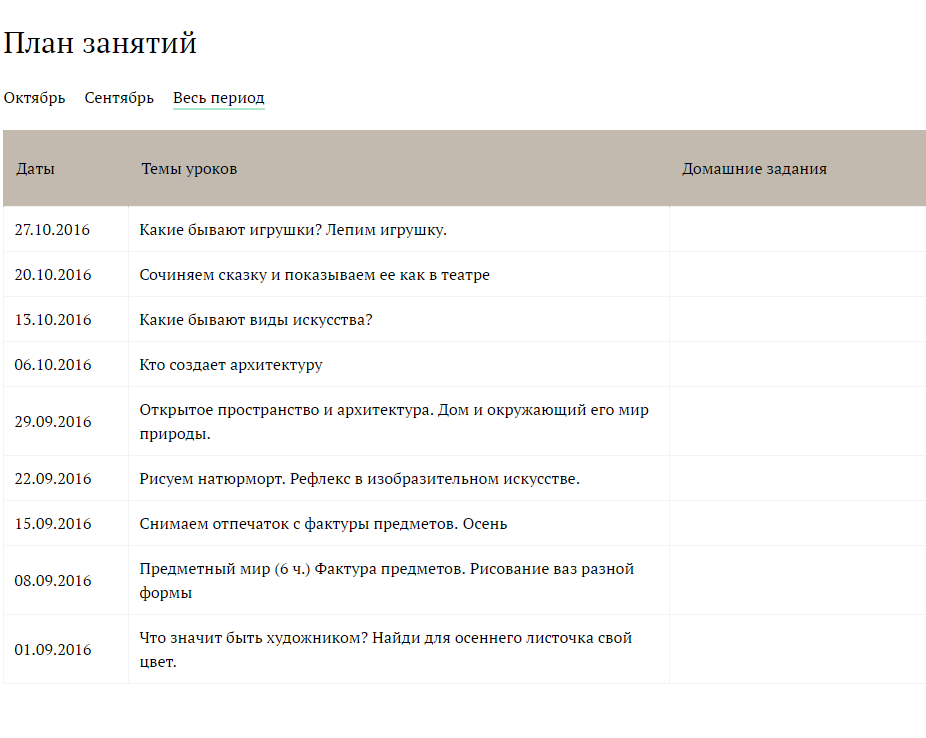 План занятий
Октябрь Сентябрь Весь период
Даты Темы уроков Домашние задания
27.10.2016 Какие бывают игрушки? Лепим игрушку.
20.10.2016 Сочиняем сказку и показываем ее как в театре
13.10.2016 Какие бывают виды искусства?
06.10.2016 Кто создает архитектуру
29.09.2016 Открытое пространство и архитектура. Дом и окружающий его мир
природы.
22.09.2016 Рисуем натюрморт. Рефлекс в изобразительном искусстве.
15.09.2016 Снимаем отпечаток с фактуры предметов. Осень
08.09.2016 Предметный мир (6 ч.) Фактура предметов. Рисование ваз разной
формы
01.09.2016 Что значит быть художником? Найди для осеннего листочка свой
цвет.